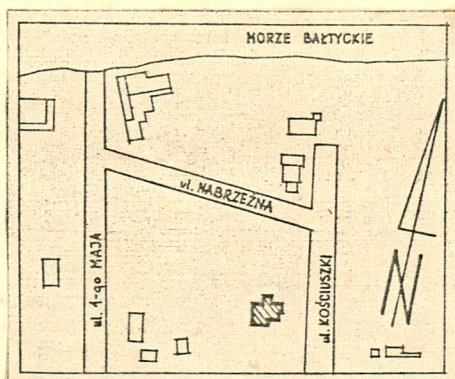 MORZE BAŁTYCKIE
ul. NABRZEŻNA
ul. 1-go MAJA
ul. KOŚCIUSZKI
N